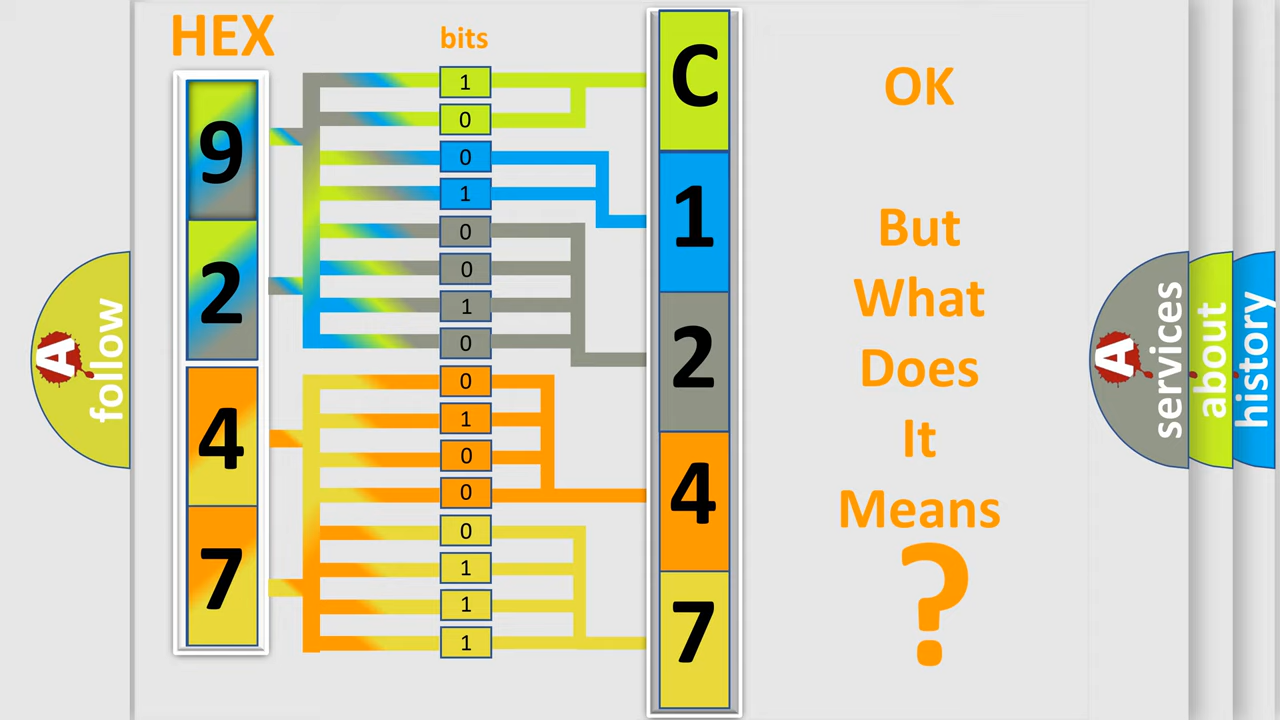 HEX
bits
9
2
4
7
1
0
0
1
0
0
1
0
0
1
0
0
0
1
1
1
C
1
2
4
7
OK
But
What
Does
It
Means
?
A
follow
A
services
about
history